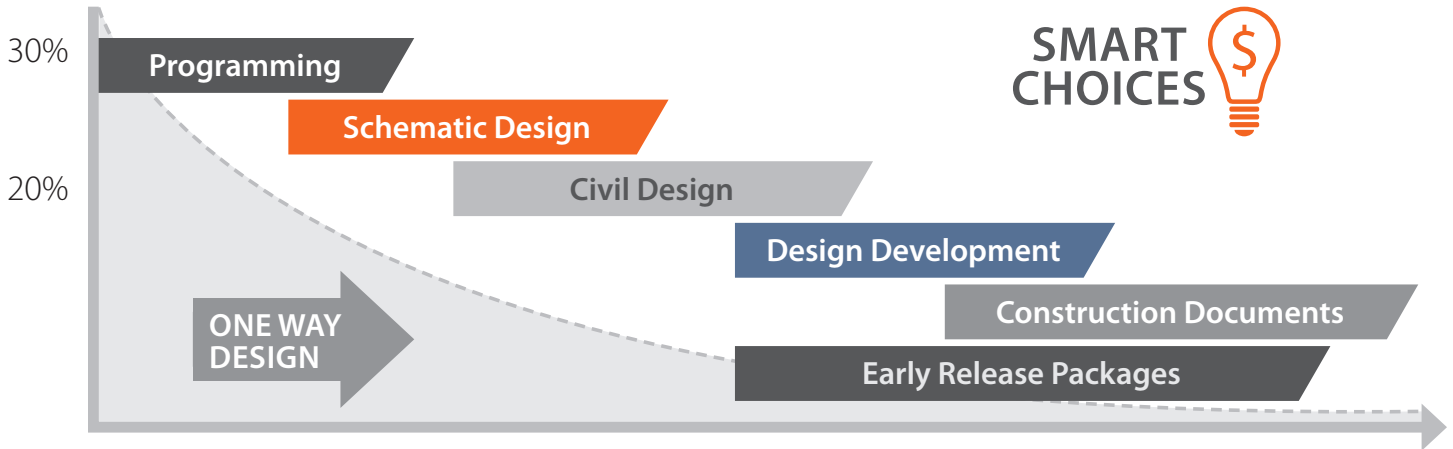 30%
Programming
SMART
CHOICES
$
Schematic Design
20%
Civil Design
Design Development
Construction Documents
ONE WAY
DESIGN
Early Release Packages